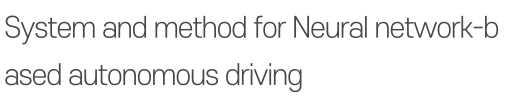 System and method for Neural network-b
ased autonomous driving